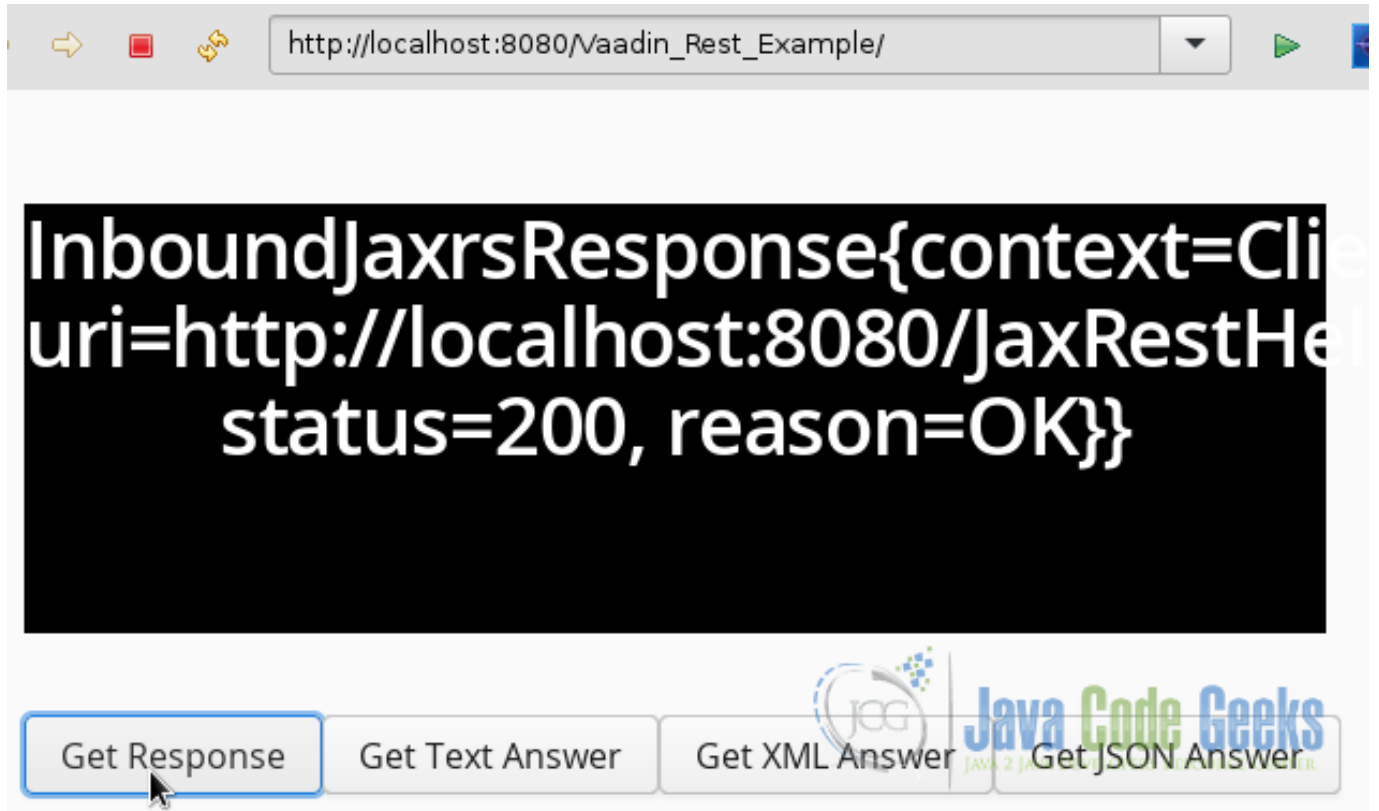 http://localhost:8080/Vaadin_Rest_Example/
InboundJaxrsResponse{context=Clie
uri=http://localhost:8080/JaxRestHel
status=200, reason=OK}}
JCG
Java Code Geeks
Get Response
Get Text Answer
Get XML Answer
Get JSON Answer